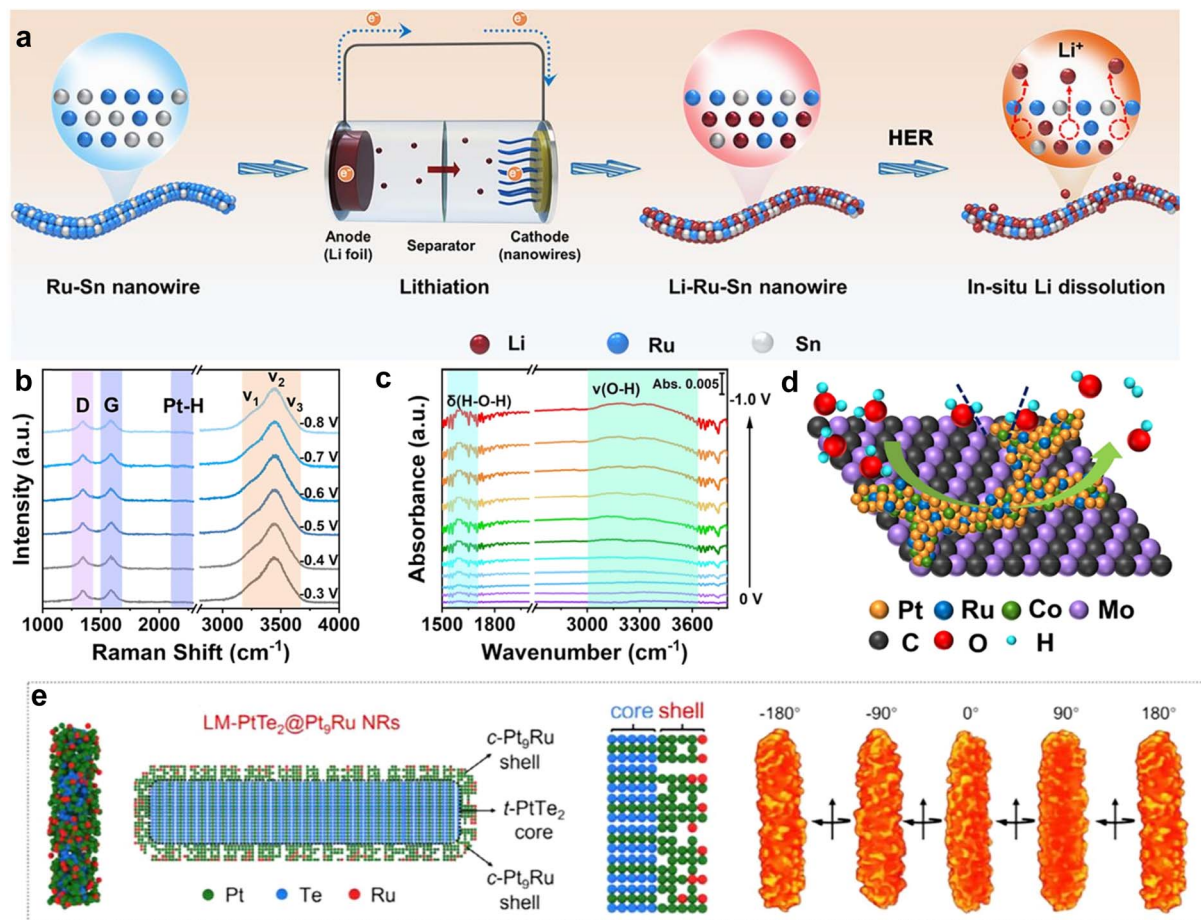 a
e⁻
e⁻
Li⁺
HER
e⁻
e⁻
Anode
(Li foil)
Separator
Cathode
(nanowires)
Ru-Sn nanowire
Lithiation
Li-Ru-Sn nanowire
In-situ Li dissolution
Li
Ru
Sn
b
D
G
Pt-H
ν₁
ν₂
ν₃
-0.8 V
-0.7 V
-0.6 V
-0.5 V
-0.4 V
-0.3 V
Intensity (a.u.)
1000
1500
2000
3000
3500
4000
Raman Shift (cm⁻¹)
c
δ(H-O-H)
ν(O-H)
Abs. 0.005
-1.0 V
0 V
Absorbance (a.u.)
1500
1800
3000
3300
3600
Wavenumber (cm⁻¹)
d
Pt
Ru
Co
Mo
C
O
H
e
LM-PtTe₂@Pt₉Ru NRs
c-Pt₉Ru
shell
t-PtTe₂
core
c-Pt₉Ru
shell
Pt
Te
Ru
core
shell
-180°
-90°
0°
90°
180°